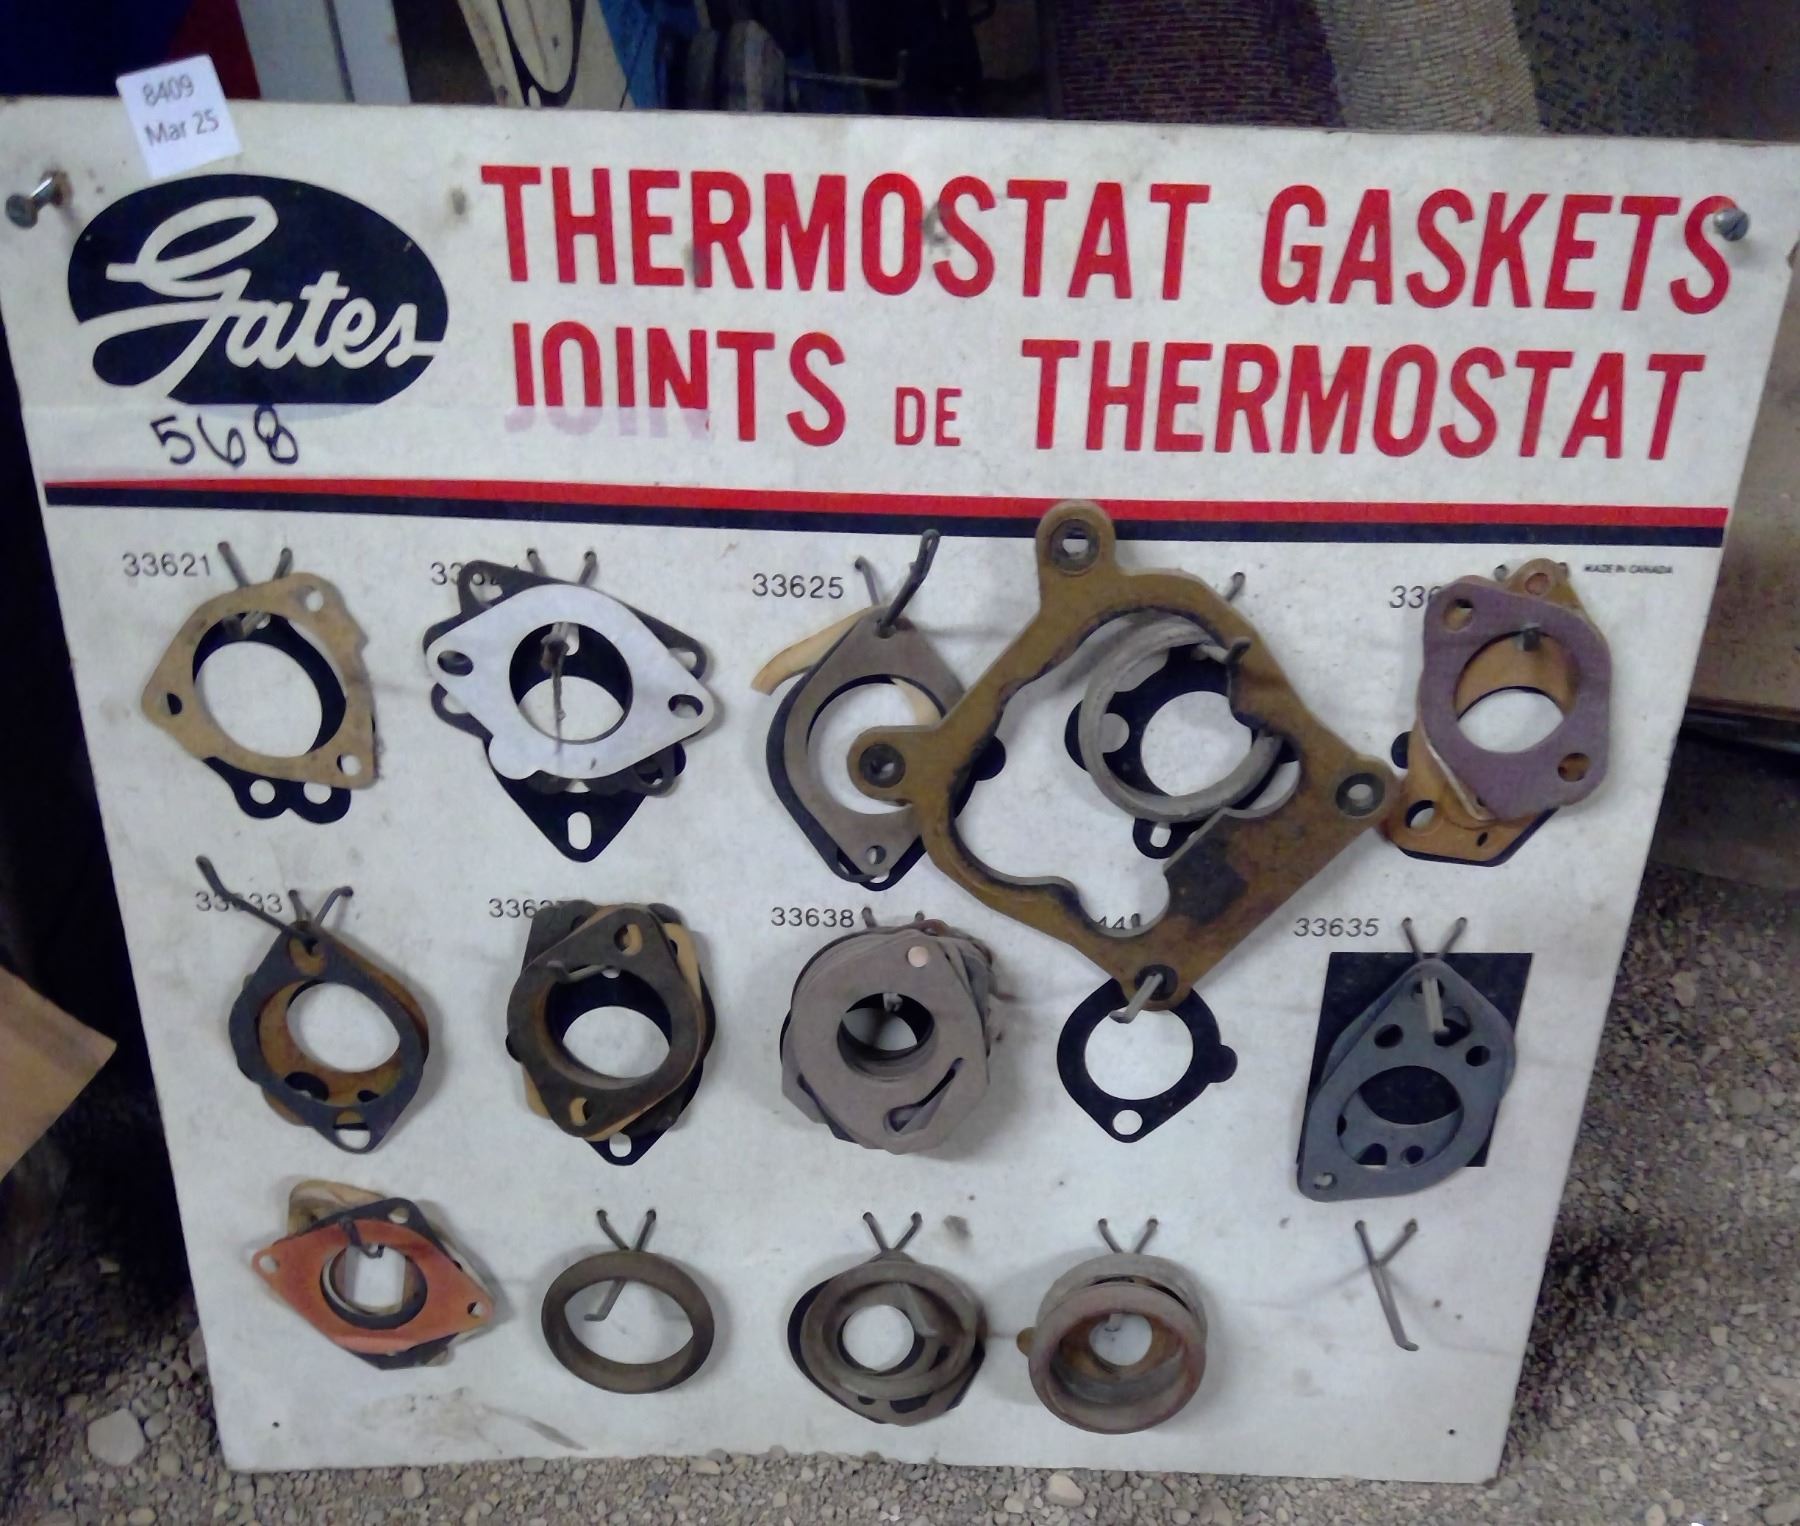 8409
Mar 25
Gates
THERMOSTAT GASKETS
JOINTS DE THERMOSTAT
568
33621
33625
MADE IN CANADA
33638
33635